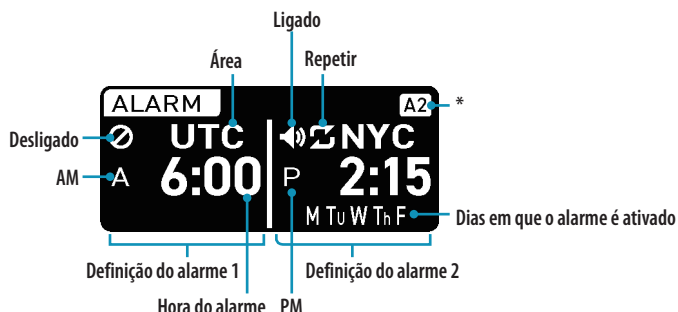 Ligado
Área
Repetir
ALARM
A2
*
Desligado
UTC
NYC
AM
A
6:00
P
2:15
M Tu W Th F
Dias em que o alarme é ativado
Definição do alarme 1
Definição do alarme 2
Hora do alarme
PM